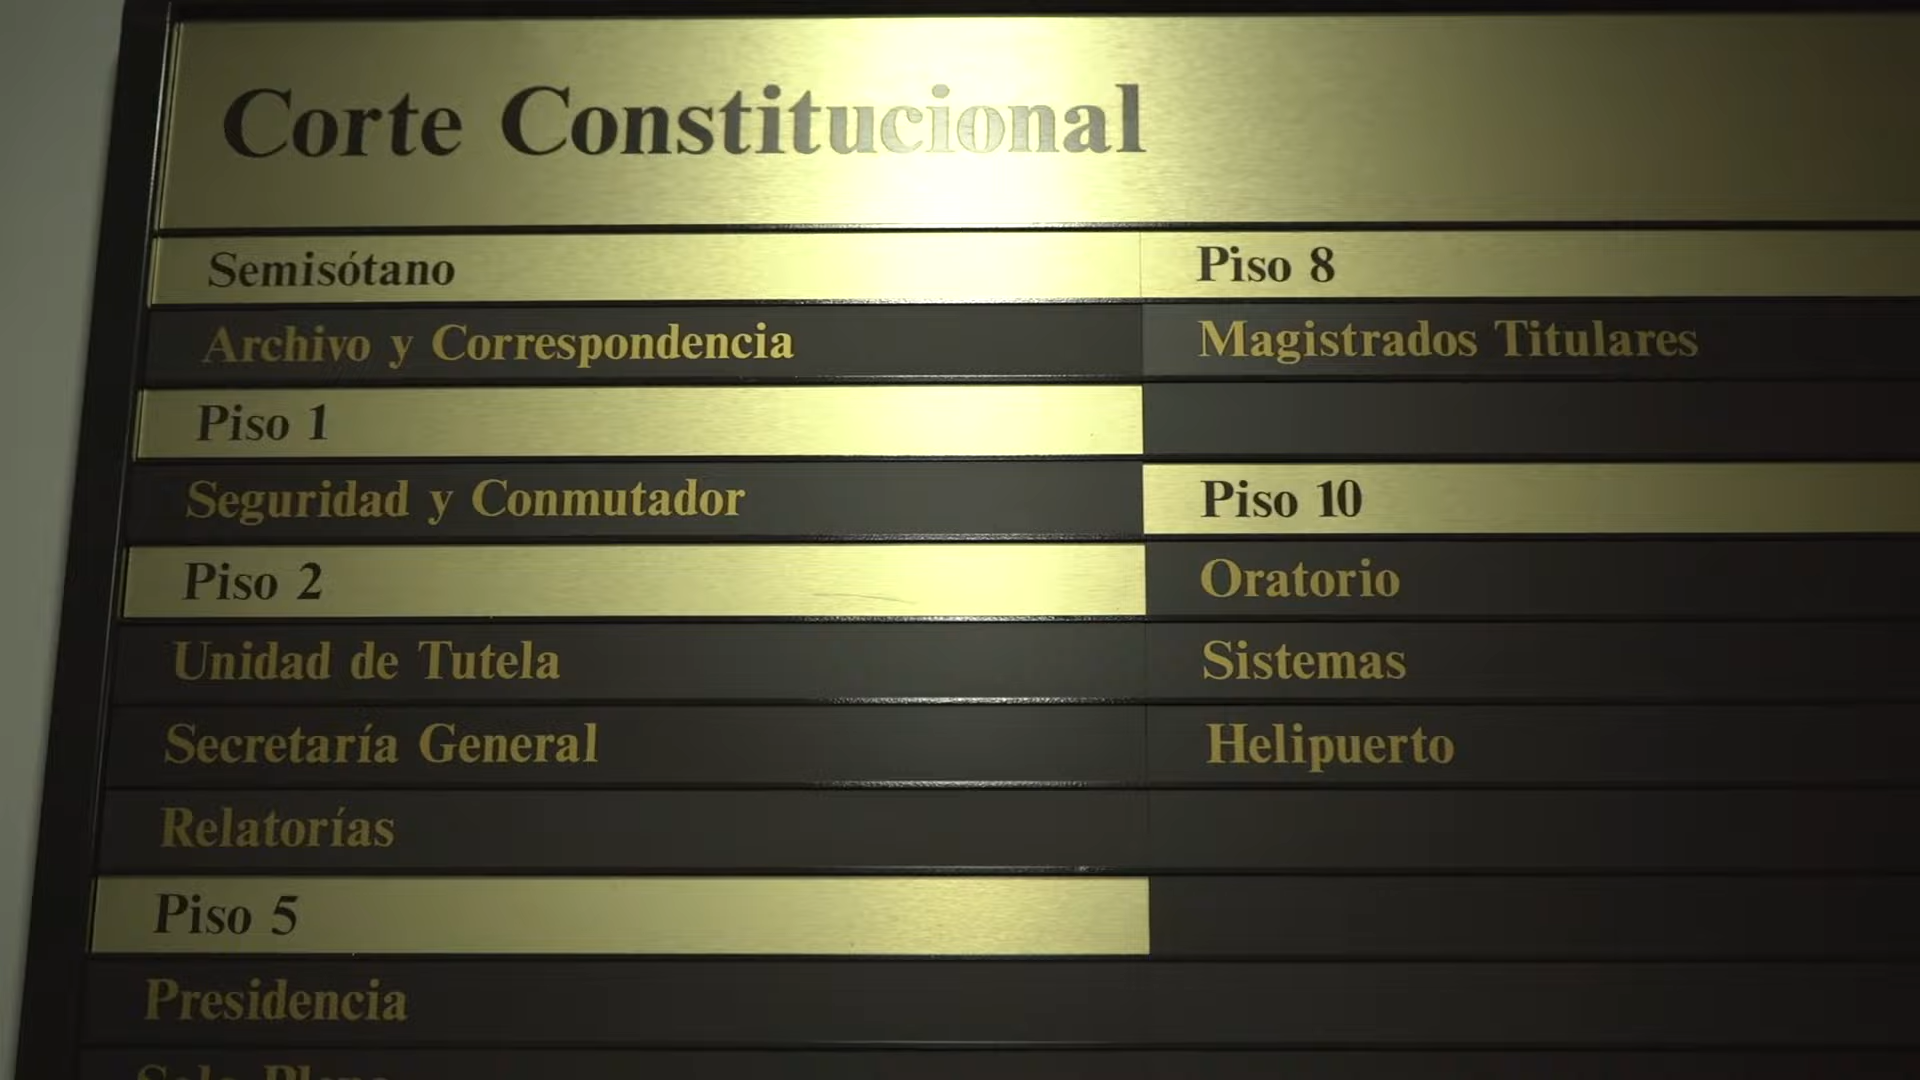 Corte Constitucional
Semisótano
Archivo y Correspondencia
Piso 1
Seguridad y Conmutador
Piso 2
Unidad de Tutela
Secretaría General
Relatorías
Piso 5
Presidencia
Piso 8
Magistrados Titulares
Piso 10
Oratorio
Sistemas
Helipuerto